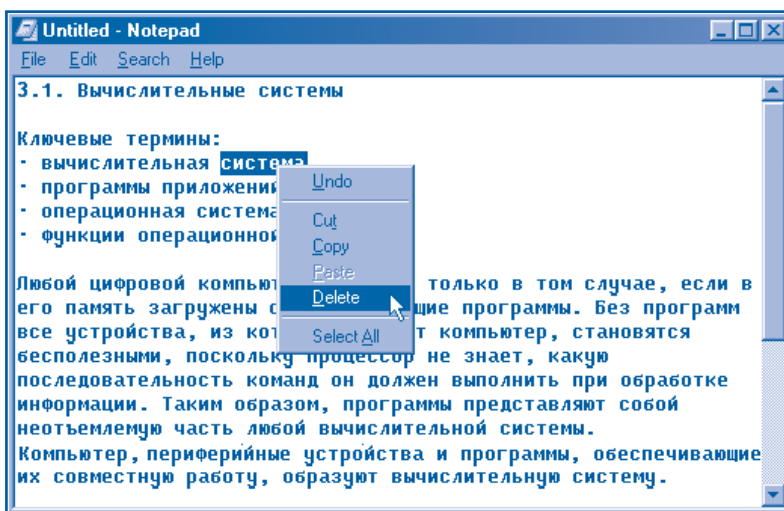 Untitled - Notepad
File Edit Search Help
3.1. Вычислительные системы
Ключевые термины:
- вычислительная система
- программы приложений
- операционная система
- функции операционной
Undo
Cut
Copy
Paste
Delete
Select All
Любой цифровой компьют только в том случае, если в
его память загружены с щие программы. Без программ
все устройства, из кот т компьютер, становятся
бесполезными, поскольку процессор не знает, какую
последовательность команд он должен выполнить при обработке
информации. Таким образом, программы представляют собой
неотъемлемую часть любой вычислительной системы.
Компьютер, периферийные устройства и программы, обеспечивающие
их совместную работу, образуют вычислительную систему.